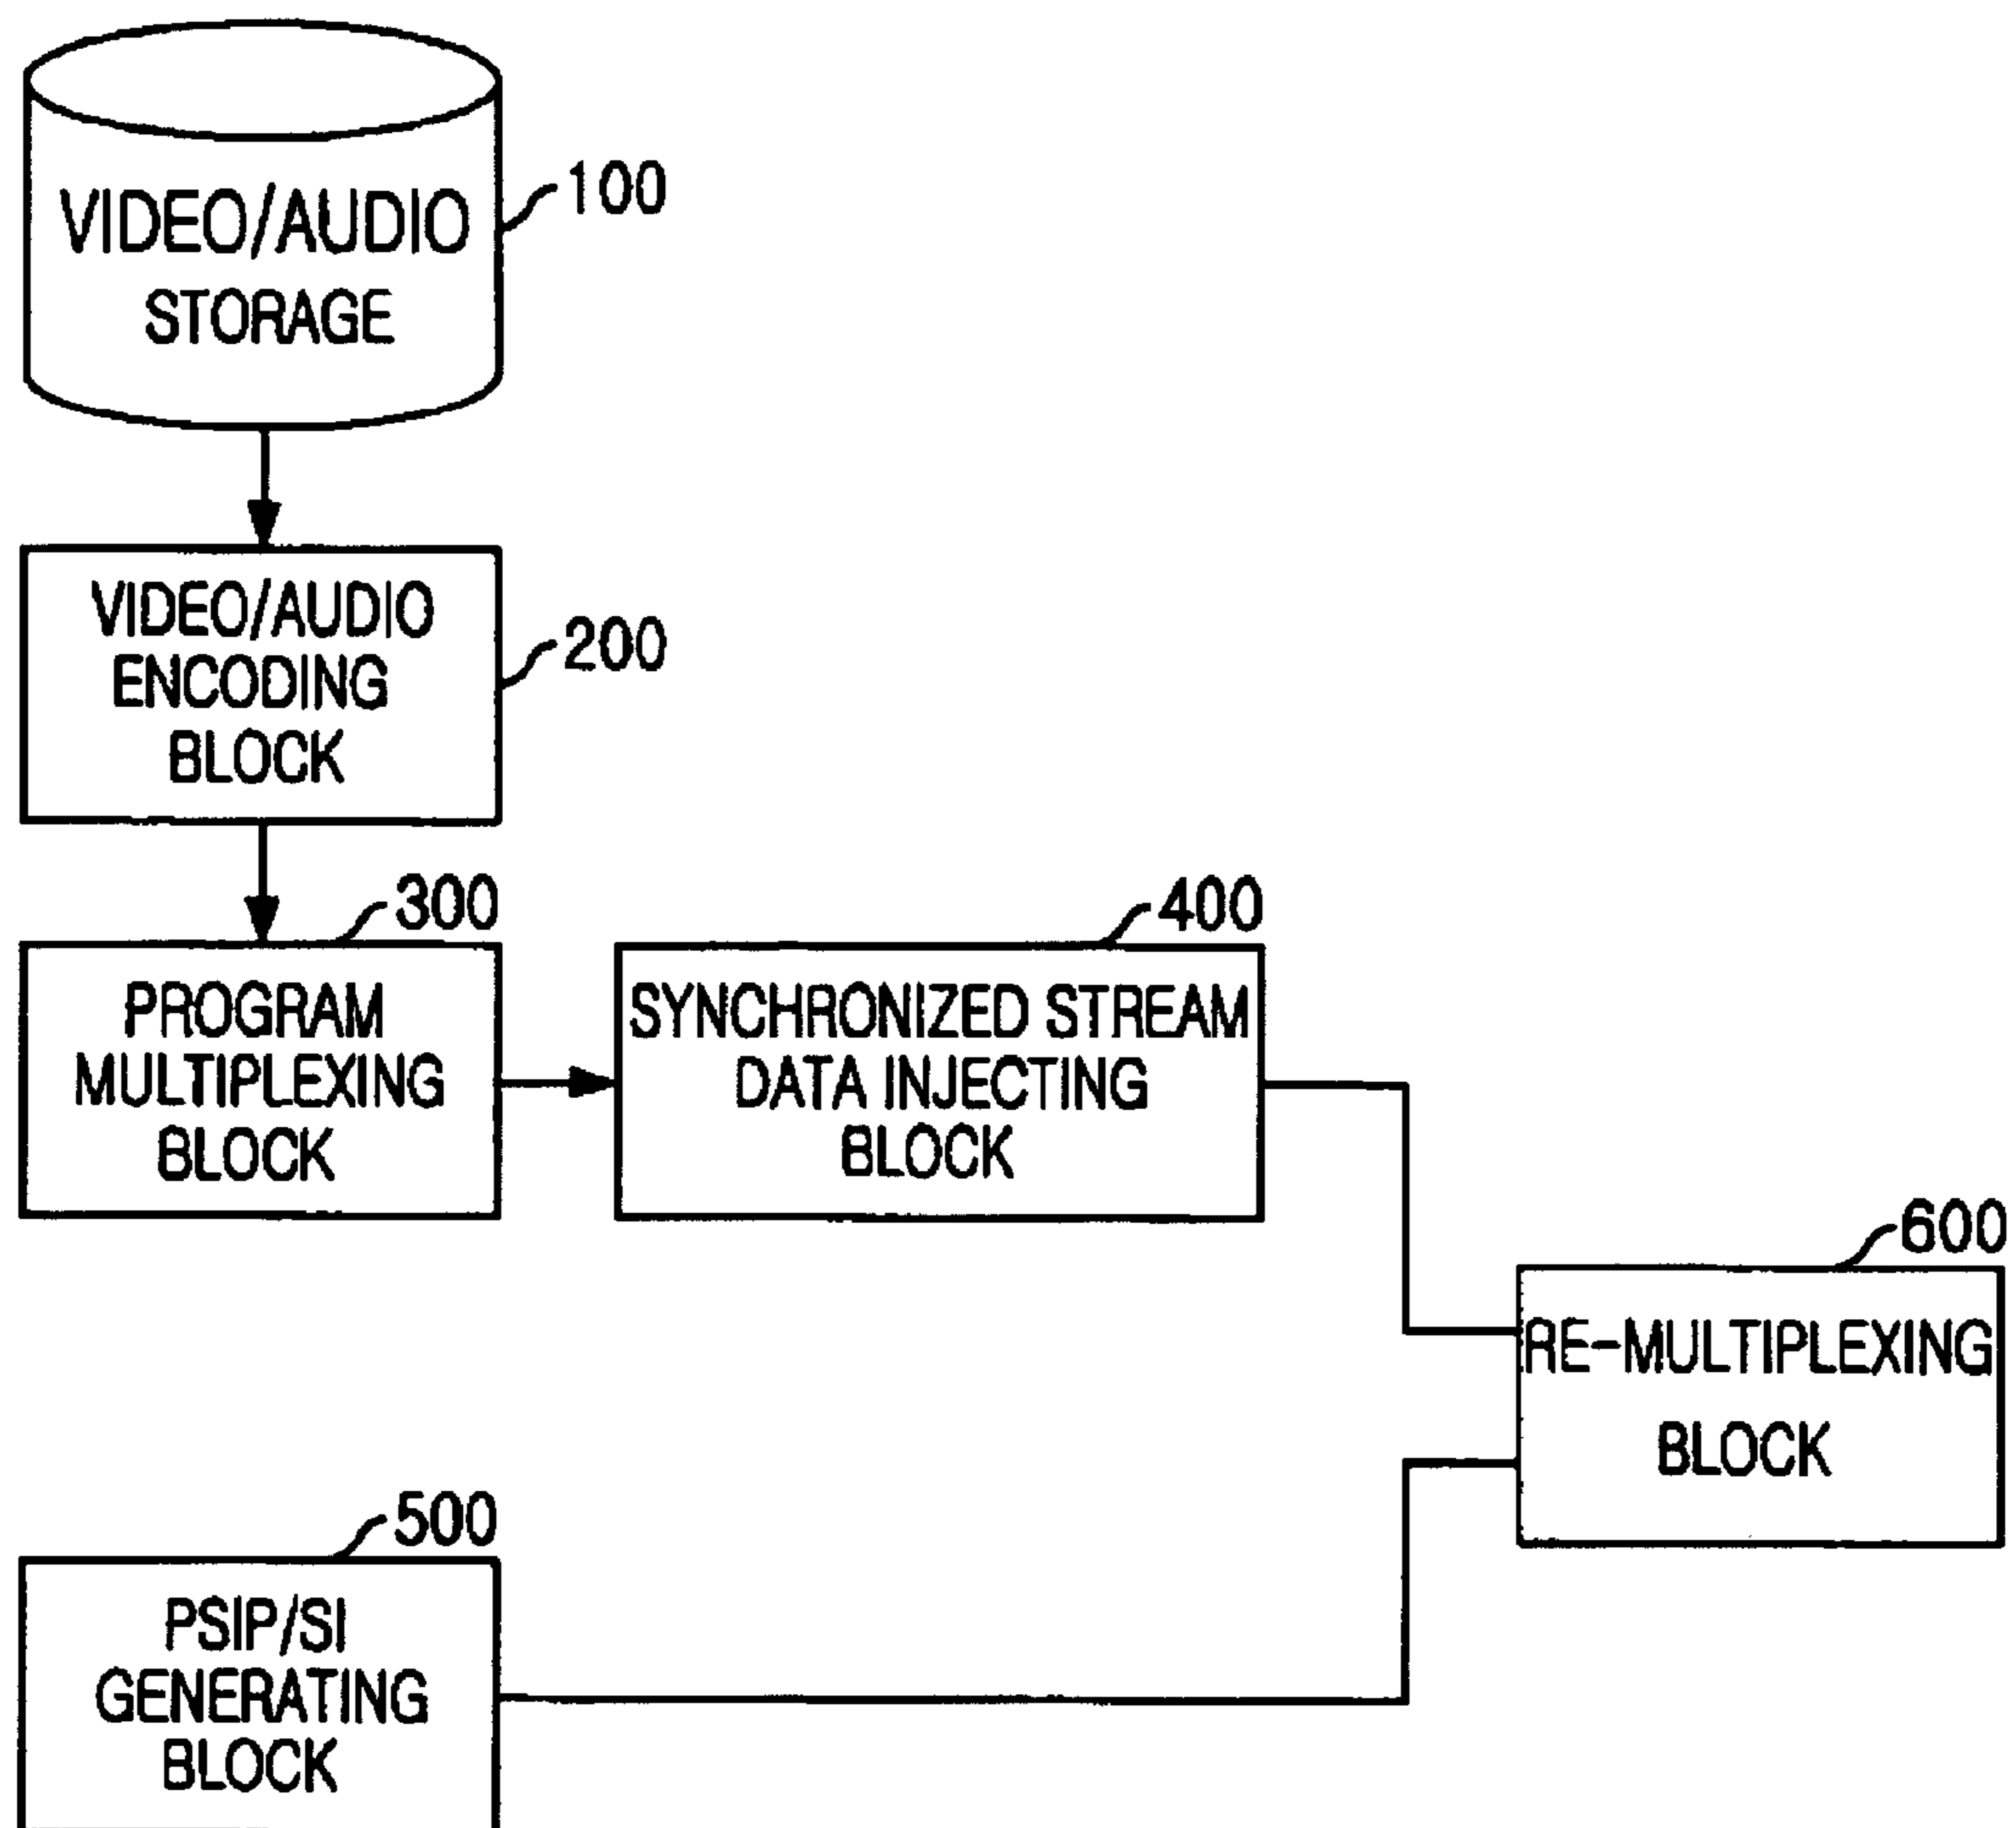 VIDEO/AUDIO
STORAGE
100
VIDEO/AUDIO
ENCODING
BLOCK
200
300
PROGRAM
MULTIPLEXING
BLOCK
400
SYNCHRONIZED STREAM
DATA INJECTING
BLOCK
600
RE-MULTIPLEXING
BLOCK
500
PSIP/SI
GENERATING
BLOCK